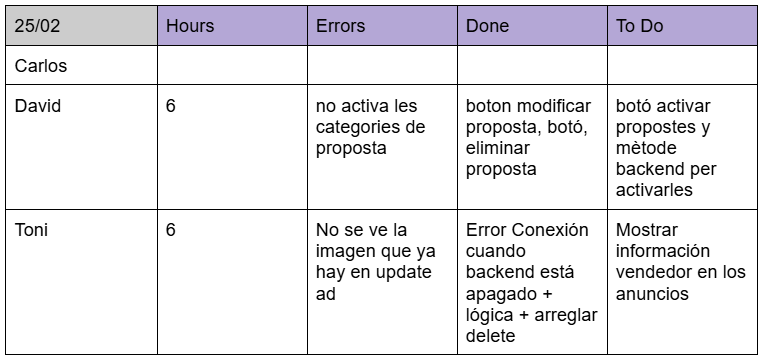 25/02 Hours Errors Done To Do
Carlos
David 6 no activa les categories de proposta boton modificar proposta, botó, eliminar proposta botó activar propostes y mètode backend per activarles
Toni 6 No se ve la imagen que ya hay en update ad Error Conexión cuando backend está apagado + lógica + arreglar delete Mostrar información vendedor en los anuncios